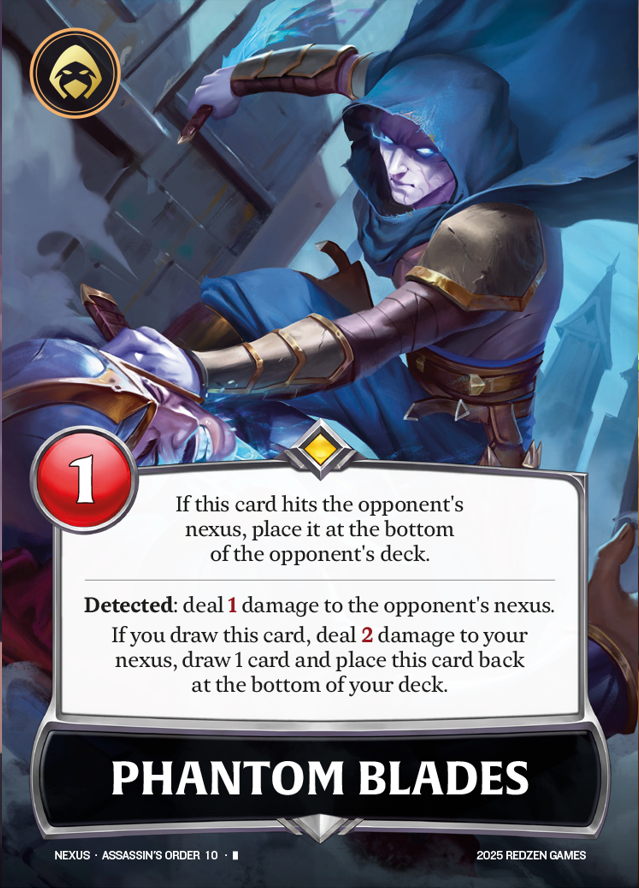 1
If this card hits the opponent's
nexus, place it at the bottom
of the opponent's deck.
Detected: deal 1 damage to the opponent's nexus.
If you draw this card, deal 2 damage to your
nexus, draw 1 card and place this card back
at the bottom of your deck.
PHANTOM BLADES
NEXUS · ASSASSIN'S ORDER 10 ·
2025 REDZEN GAMES